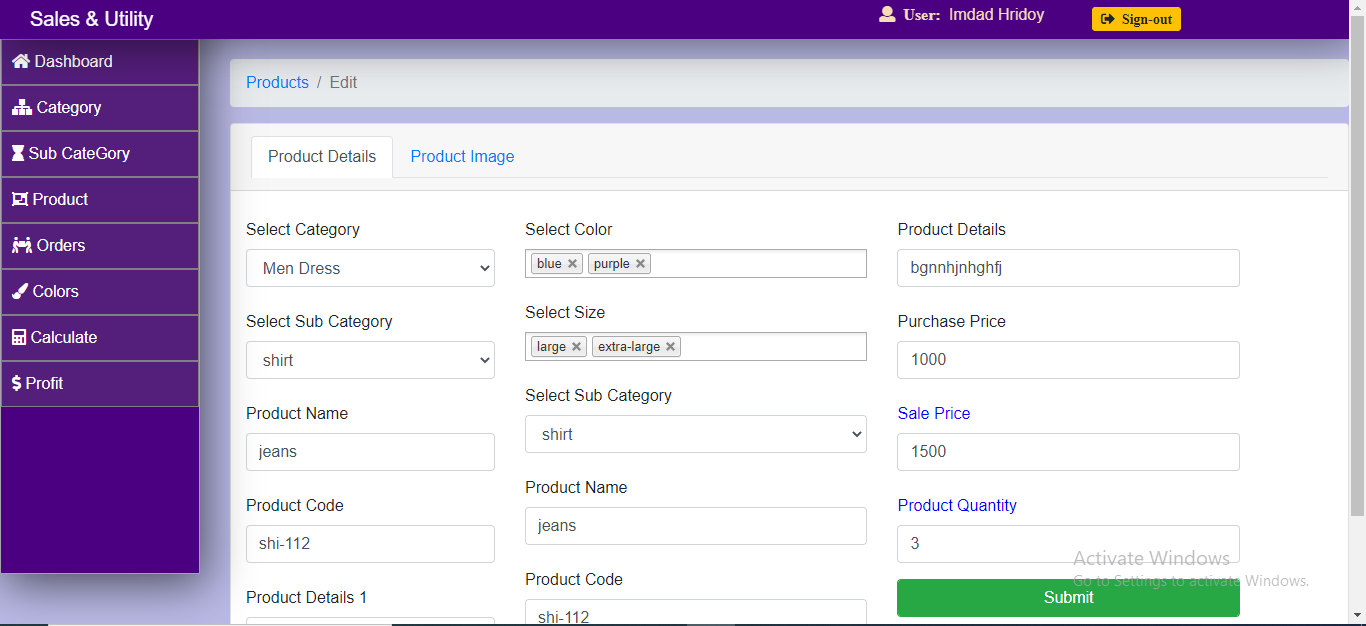 Sales & Utility
User: Imdad Hridoy
Sign-out
Dashboard
Category
Sub CateGory
Product
Orders
Colors
Calculate
Profit
Products / Edit
Product Details
Product Image
Select Category
Men Dress
Select Sub Category
shirt
Product Name
jeans
Product Code
shi-112
Product Details 1
Select Color
blue × purple ×
Select Size
large × extra-large ×
Select Sub Category
shirt
Product Name
jeans
Product Code
shi-112
Product Details
bgnnhjnhghfj
Purchase Price
1000
Sale Price
1500
Product Quantity
3
Submit
Activate Windows
Go to Settings to activate Windows.